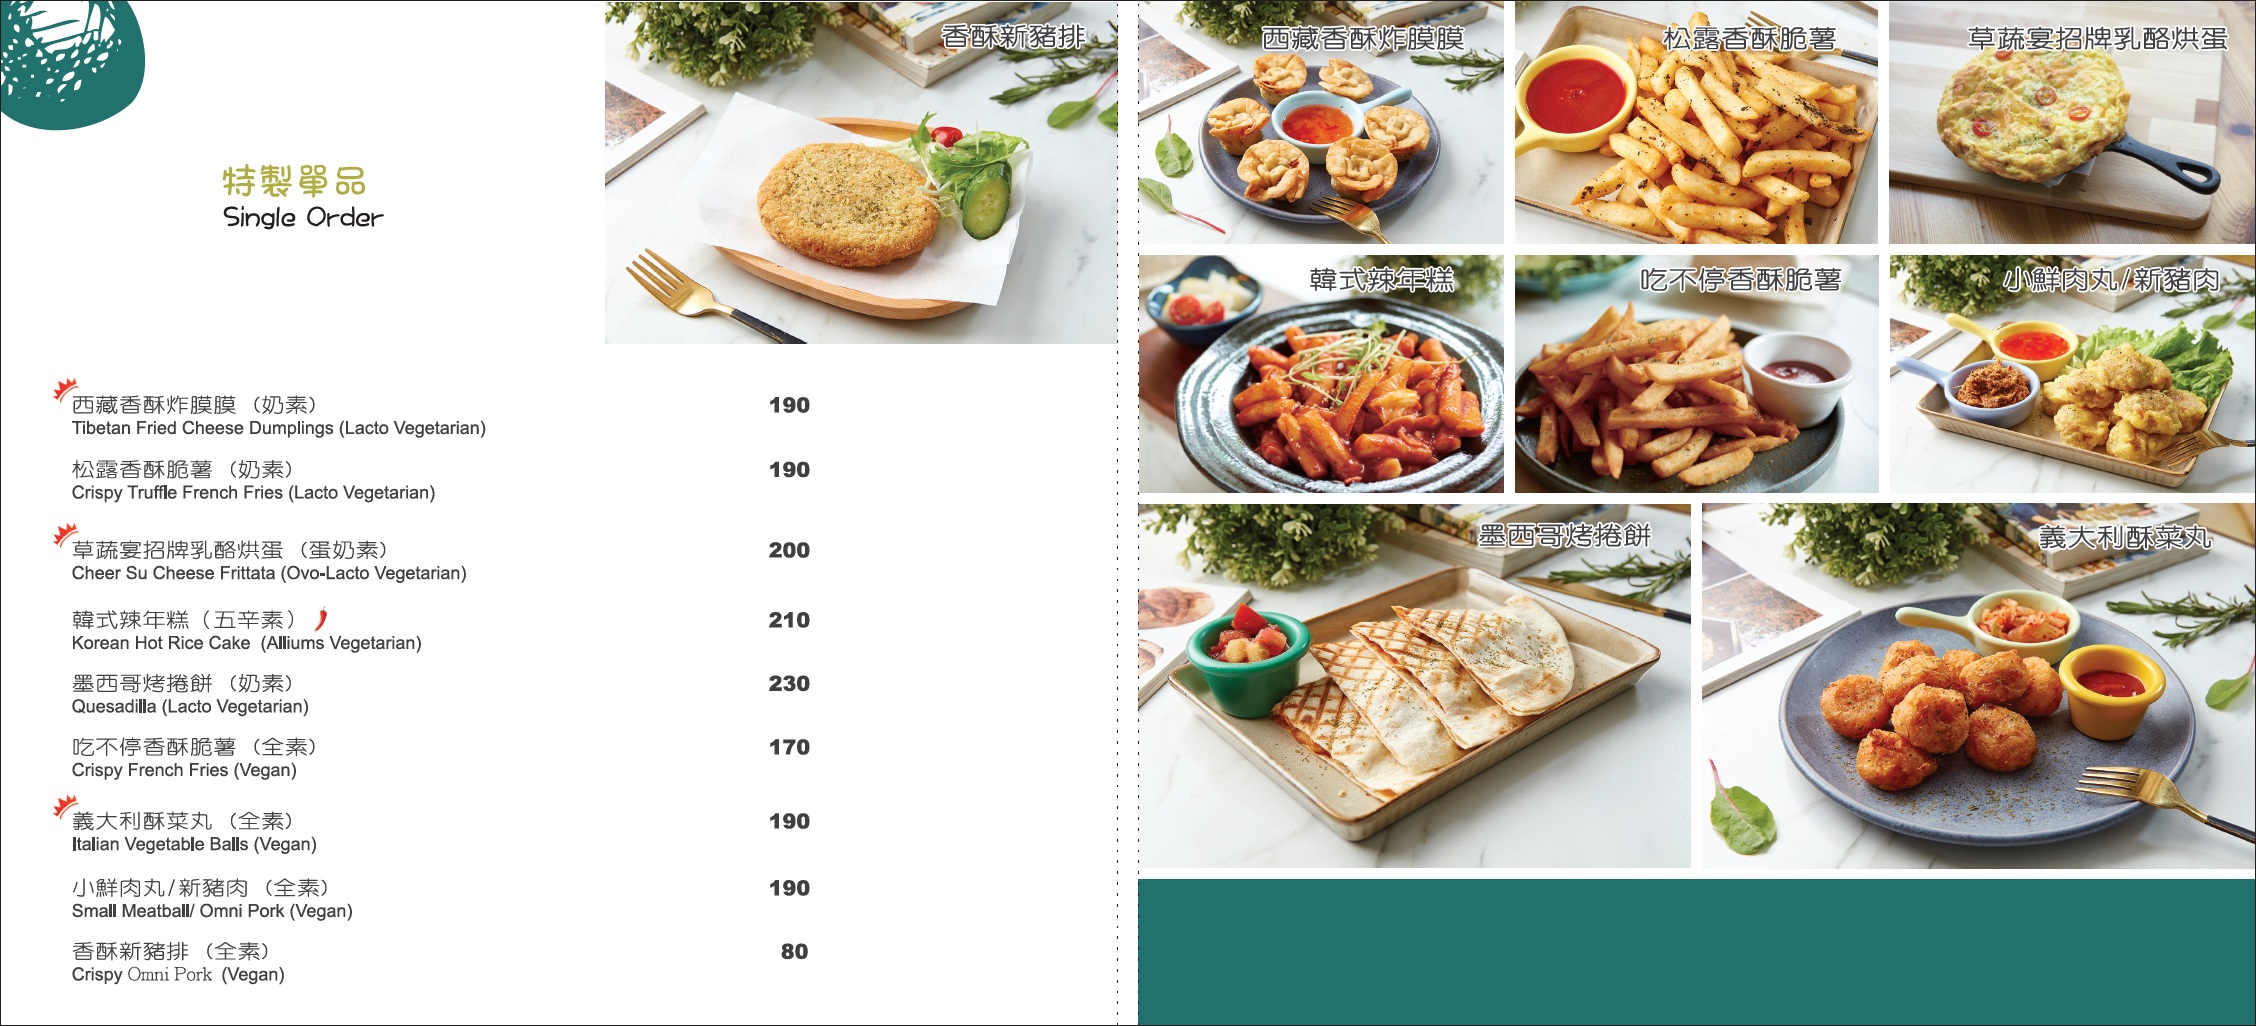 特製單品
Single Order
西藏香酥炸膜膜 （奶素） 190
Tibetan Fried Cheese Dumplings (Lacto Vegetarian)
松露香酥脆薯 （奶素） 190
Crispy Truffle French Fries (Lacto Vegetarian)
草蔬宴招牌乳酪烘蛋 （蛋奶素） 200
Cheer Su Cheese Frittata (Ovo-Lacto Vegetarian)
韓式辣年糕（五辛素） 210
Korean Hot Rice Cake (Alliums Vegetarian)
墨西哥烤捲餅 （奶素） 230
Quesadilla (Lacto Vegetarian)
吃不停香酥脆薯 （全素） 170
Crispy French Fries (Vegan)
義大利酥菜丸 （全素） 190
Italian Vegetable Balls (Vegan)
小鮮肉丸/新豬肉 （全素） 190
Small Meatball/ Omni Pork (Vegan)
香酥新豬排 （全素） 80
Crispy Omni Pork (Vegan)
香酥新豬排
西藏香酥炸膜膜
松露香酥脆薯
草蔬宴招牌乳酪烘蛋
韓式辣年糕
吃不停香酥脆薯
小鮮肉丸/新豬肉
墨西哥烤捲餅
義大利酥菜丸